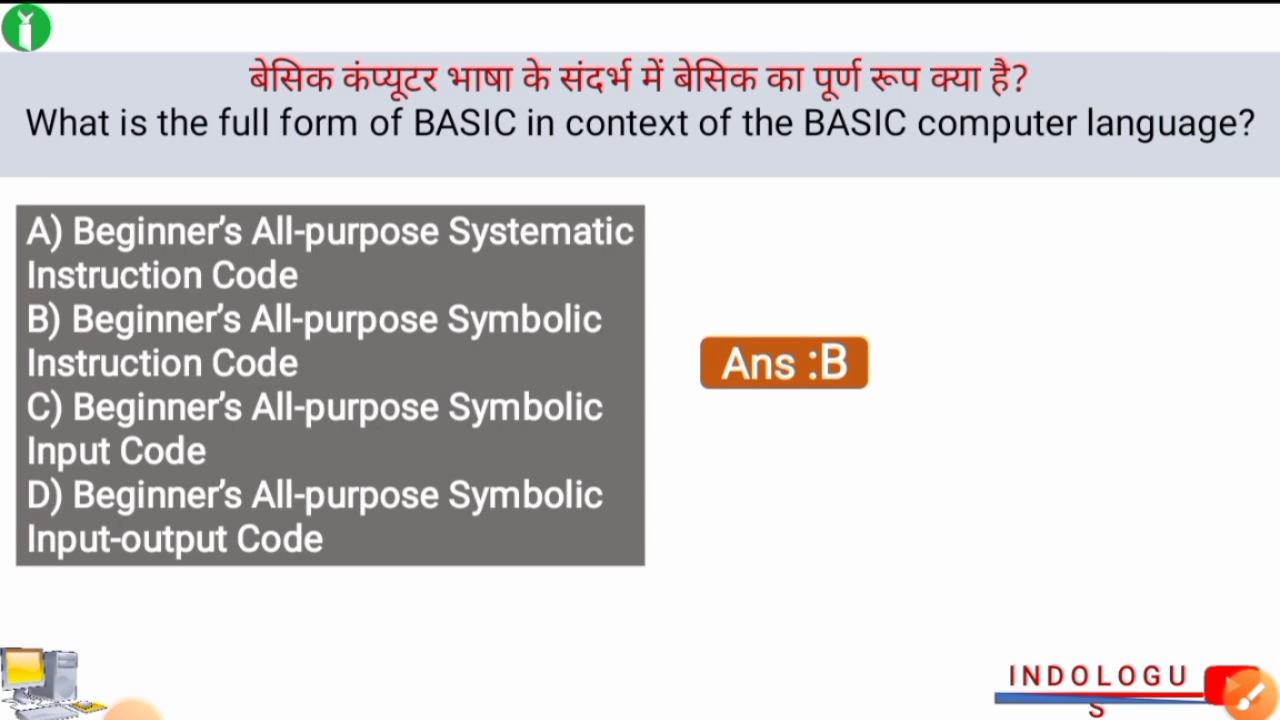 बेसिक कंप्यूटर भाषा के संदर्भ में बेसिक का पूर्ण रूप क्या है?
What is the full form of BASIC in context of the BASIC computer language?
A) Beginner’s All-purpose Systematic
Instruction Code
B) Beginner’s All-purpose Symbolic
Instruction Code
C) Beginner’s All-purpose Symbolic
Input Code
D) Beginner’s All-purpose Symbolic
Input-output Code
Ans :B
INDOLOGU
S